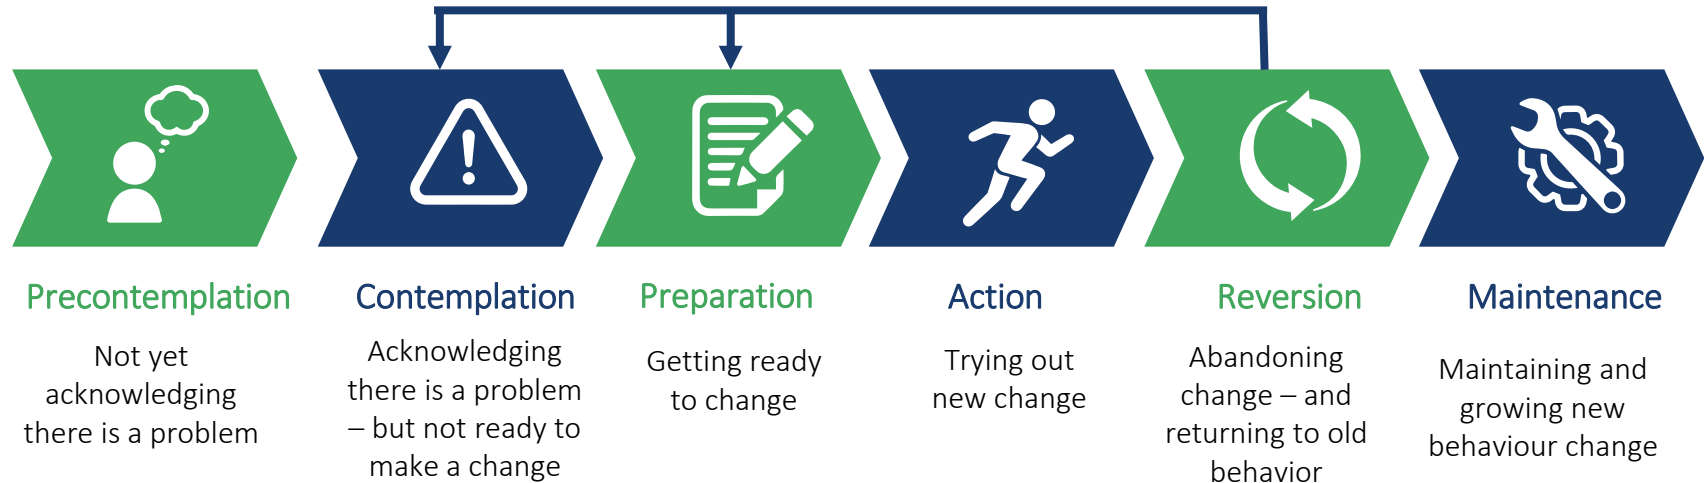 Precontemplation
Not yet
acknowledging
there is a problem
Contemplation
Acknowledging
there is a problem
– but not ready to
make a change
Preparation
Getting ready
to change
Action
Trying out
new change
Reversion
Abandoning
change – and
returning to old
behavior
Maintenance
Maintaining and
growing new
behaviour change